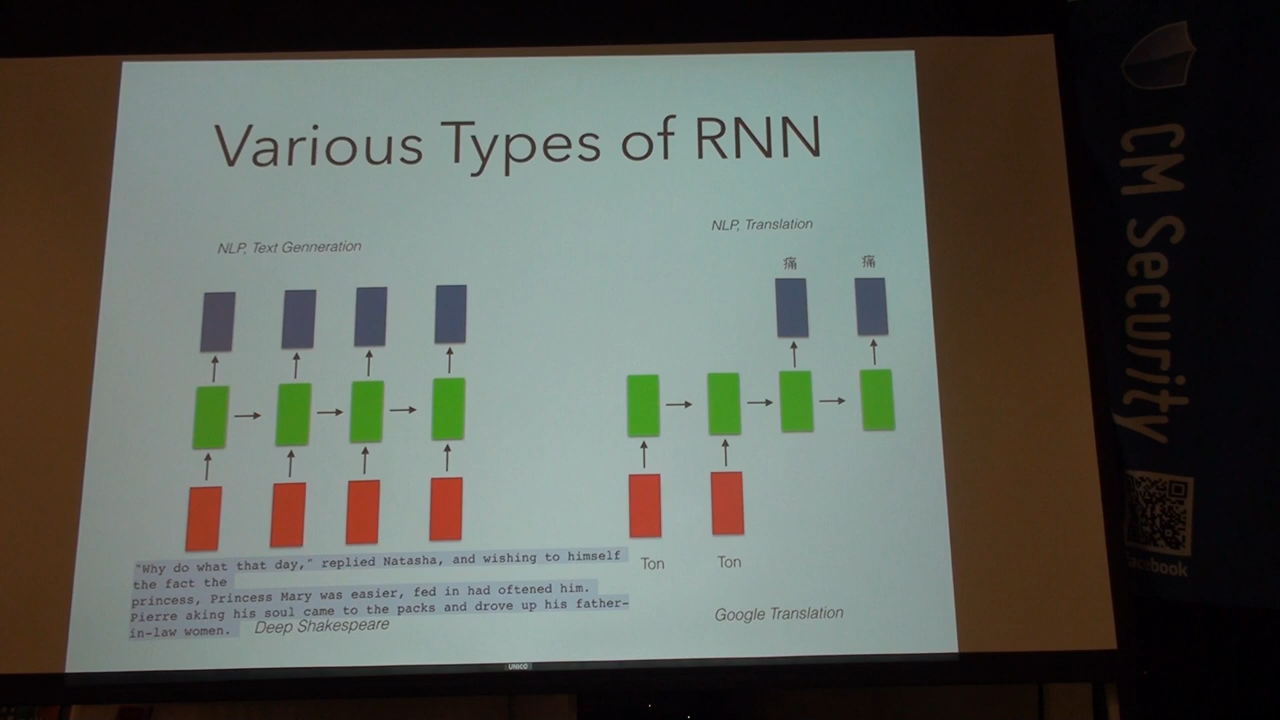 Various Types of RNN
NLP, Text Genneration
NLP, Translation
痛
痛
"Why do what that day," replied Natasha, and wishing to himself
the fact the
princess, Princess Mary was easier, fed in had oftened him.
Pierre aking his soul came to the packs and drove up his father-
in-law women.
Deep Shakespeare
Ton
Ton
Google Translation
UNICO
CM Security
facebook